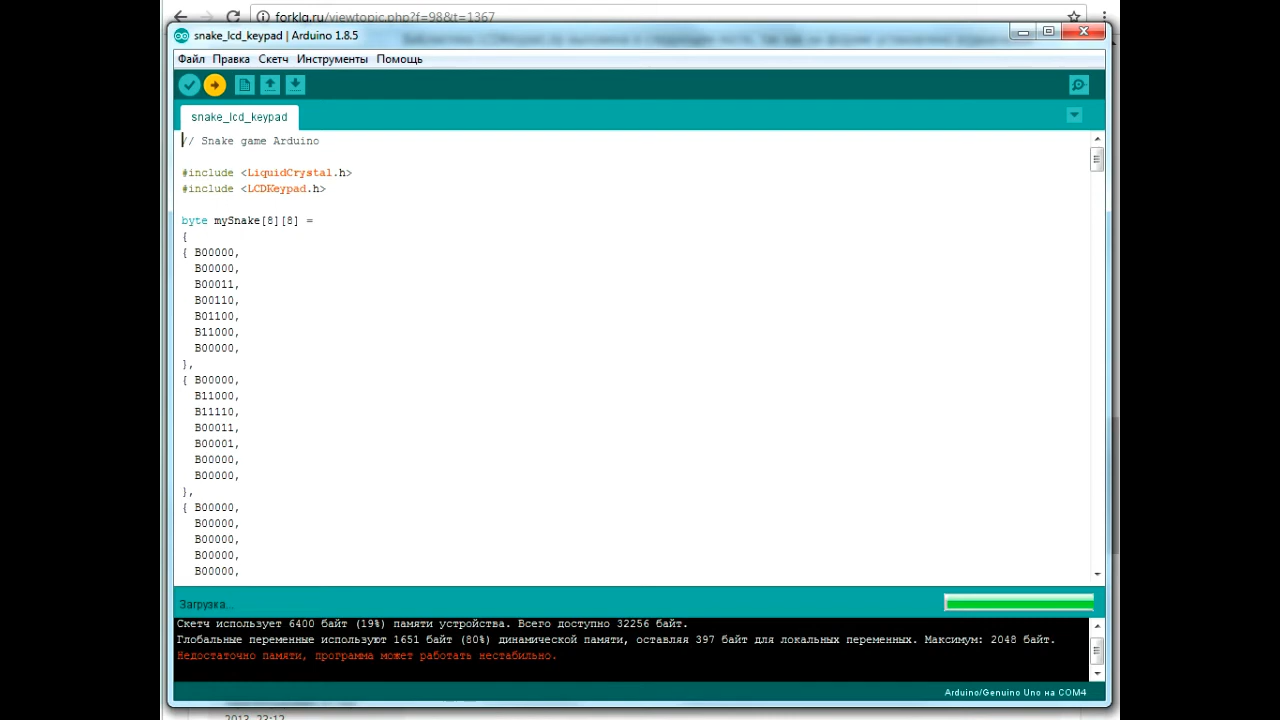 forklg.ru/viewtopic.php?f=98&t=1367
snake_lcd_keypad | Arduino 1.8.5
Файл Правка Скетч Инструменты Помощь
snake_lcd_keypad
// Snake game Arduino
#include <LiquidCrystal.h>
#include <LCDKeypad.h>
byte mySnake[8][8] =
{
{ B00000,
B00000,
B00011,
B00110,
B01100,
B11000,
B00000,
},
{ B00000,
B11000,
B11110,
B00011,
B00001,
B00000,
B00000,
},
{ B00000,
B00000,
B00000,
B00000,
B00000,
Загрузка...
Скетч использует 6400 байт (19%) памяти устройства. Всего доступно 32256 байт.
Глобальные переменные используют 1651 байт (80%) динамической памяти, оставляя 397 байт для локальных переменных. Максимум: 2048 байт.
Недостаточно памяти, программа может работать нестабильно.
Arduino/Genuino Uno на COM4
2013, 23:12